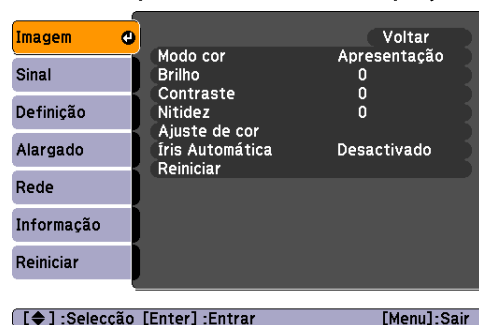 Imagem
Sinal
Definição
Alargado
Rede
Informação
Reiniciar
Voltar
Modo cor Apresentação
Brilho 0
Contraste 0
Nitidez 0
Ajuste de cor
Íris Automática Desactivado
Reiniciar
[◆] :Selecção [Enter] :Entrar [Menu]:Sair